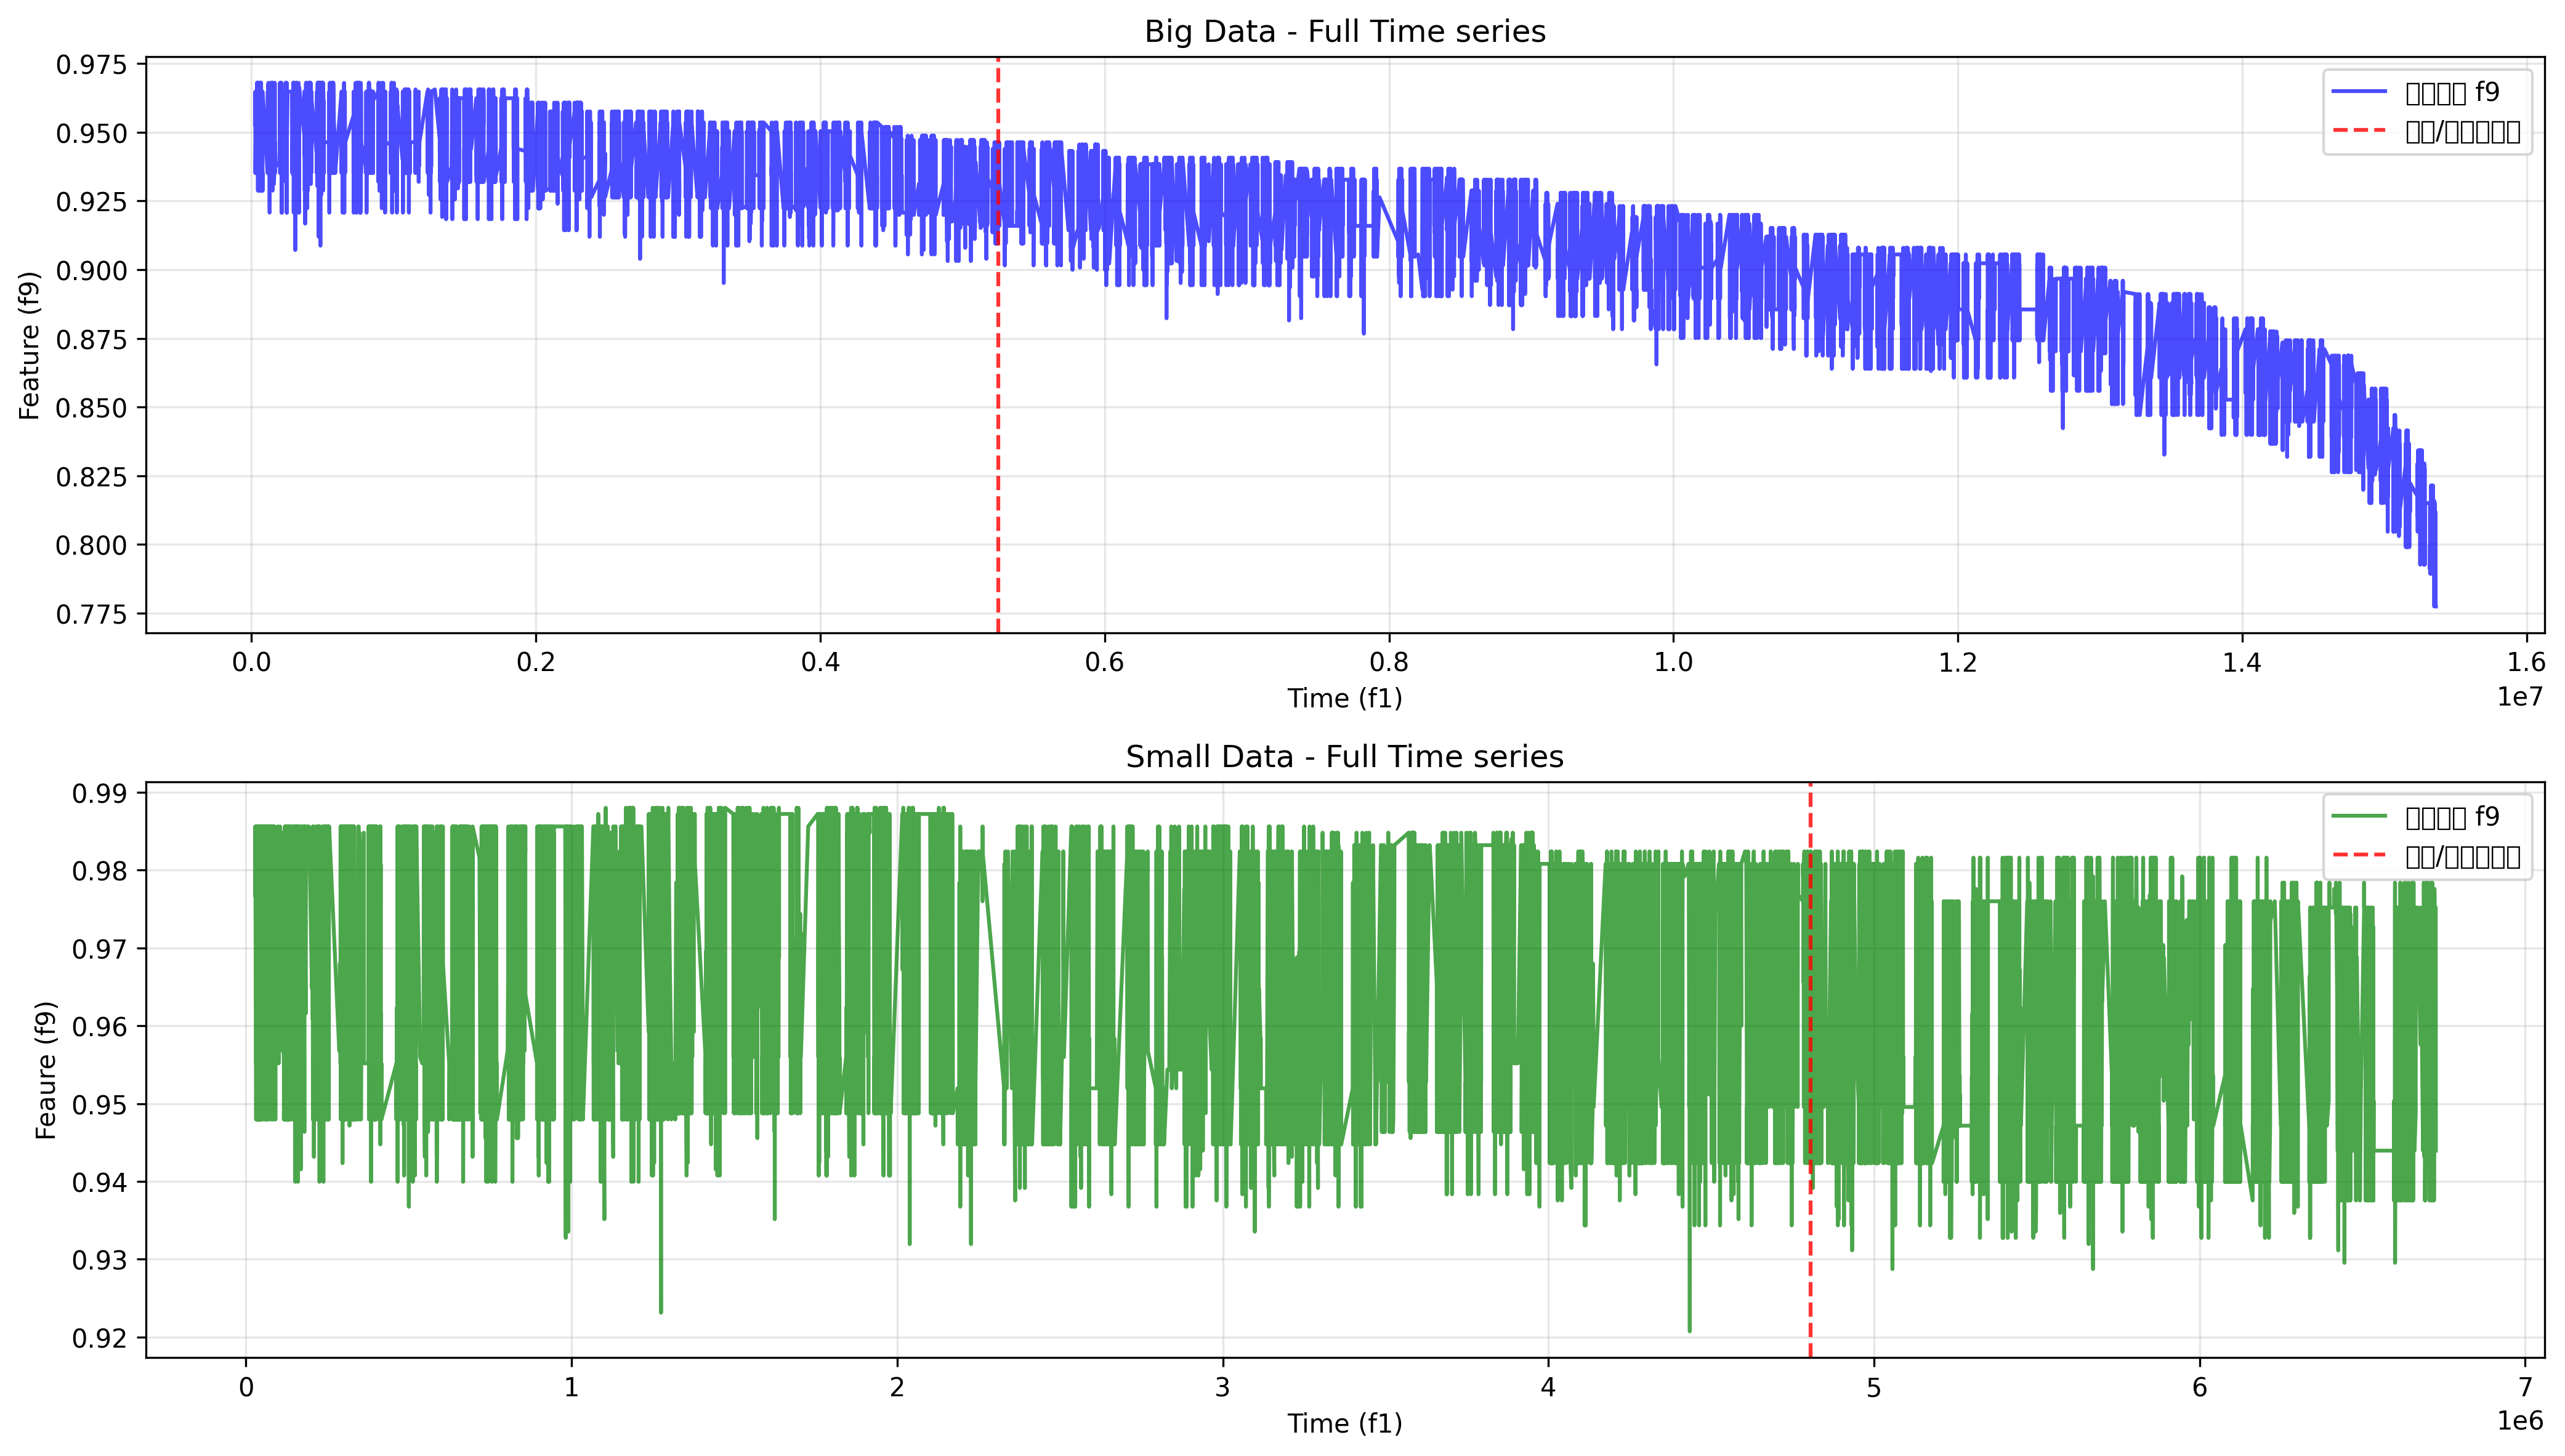 Big Data - Full Time series
0.975
0.950
0.925
0.900
0.875
0.850
0.825
0.800
0.775
Feature (f9)
f9
/
0.0 0.2 0.4 0.6 0.8 1.0 1.2 1.4 1.6
1e7
Time (f1)
Small Data - Full Time series
0.99
0.98
0.97
0.96
0.95
0.94
0.93
0.92
Feaure (f9)
f9
/
0 1 2 3 4 5 6 7
1e6
Time (f1)